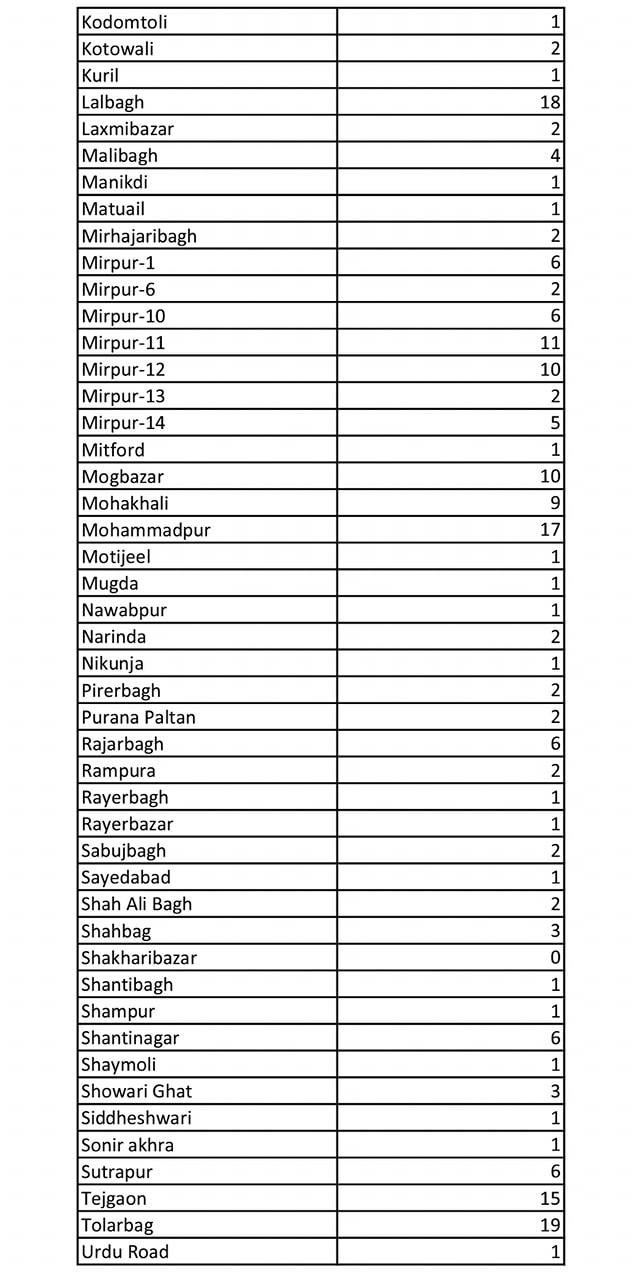 Kodomtoli 1
Kotowali 2
Kuril 1
Lalbagh 18
Laxmibazar 2
Malibagh 4
Manikdi 1
Matuail 1
Mirhajaribagh 2
Mirpur-1 6
Mirpur-6 2
Mirpur-10 6
Mirpur-11 11
Mirpur-12 10
Mirpur-13 2
Mirpur-14 5
Mitford 1
Mogbazar 10
Mohakhali 9
Mohammadpur 17
Motijeel 1
Mugda 1
Nawabpur 1
Narinda 2
Nikunja 1
Pirerbagh 2
Purana Paltan 2
Rajarbagh 6
Rampura 2
Rayerbagh 1
Rayerbazar 1
Sabujbagh 2
Sayedabad 1
Shah Ali Bagh 2
Shahbag 3
Shakharibazar 0
Shantibagh 1
Shampur 1
Shantinagar 6
Shaymoli 1
Showari Ghat 3
Siddheshwari 1
Sonir akhra 1
Sutrapur 6
Tejgaon 15
Tolarbag 19
Urdu Road 1